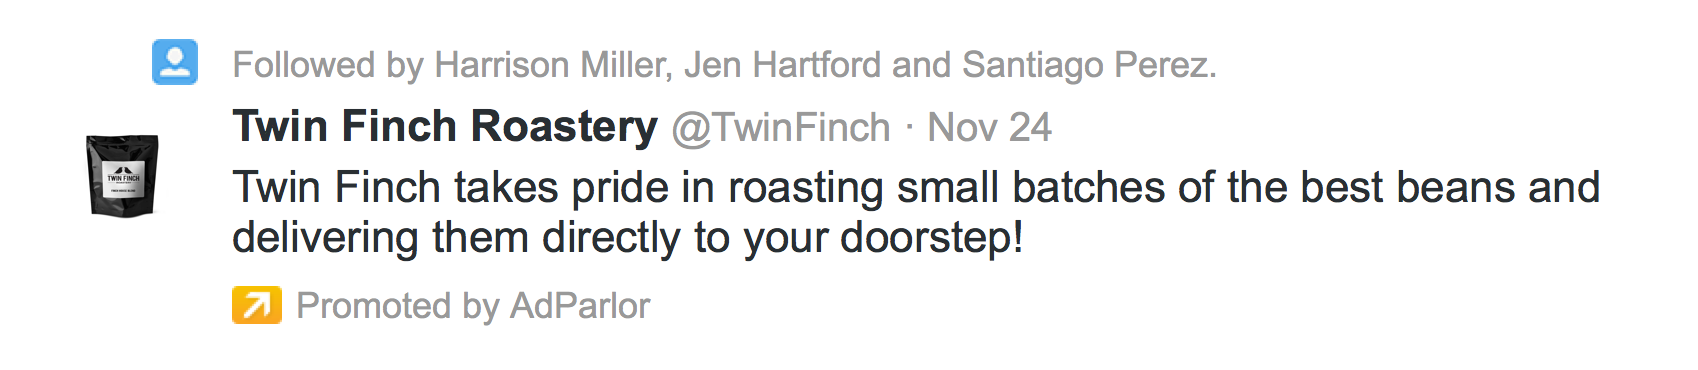 Followed by Harrison Miller, Jen Hartford and Santiago Perez.
Twin Finch Roastery @TwinFinch · Nov 24
TWIN FINCH
Twin Finch takes pride in roasting small batches of the best beans and
delivering them directly to your doorstep!
Promoted by AdParlor